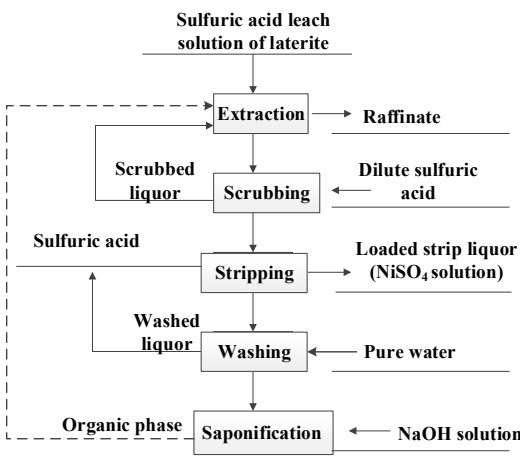 Sulfuric acid leach
solution of laterite
Extraction
Raffinate
Scrubbed
liquor
Scrubbing
Dilute sulfuric
acid
Sulfuric acid
Stripping
Loaded strip liquor
(NiSO₄ solution)
Washed
liquor
Washing
Pure water
Organic phase
Saponification
NaOH solution